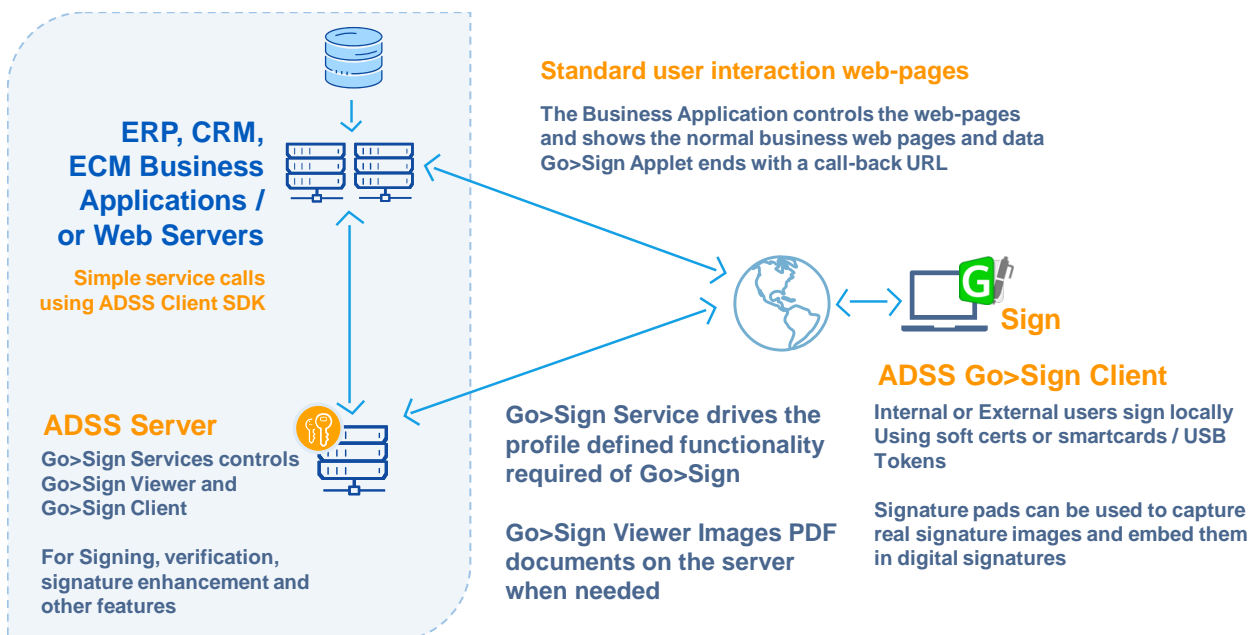 Standard user interaction web-pages
The Business Application controls the web-pages
and shows the normal business web pages and data
Go>Sign Applet ends with a call-back URL
ERP, CRM,
ECM Business
Applications /
or Web Servers
Simple service calls
using ADSS Client SDK
G
Sign
ADSS Server
Go>Sign Services controls
Go>Sign Viewer and
Go>Sign Client
For Signing, verification,
signature enhancement and
other features
Go>Sign Service drives the
profile defined functionality
required of Go>Sign
Go>Sign Viewer Images PDF
documents on the server
when needed
ADSS Go>Sign Client
Internal or External users sign locally
Using soft certs or smartcards / USB
Tokens
Signature pads can be used to capture
real signature images and embed them
in digital signatures